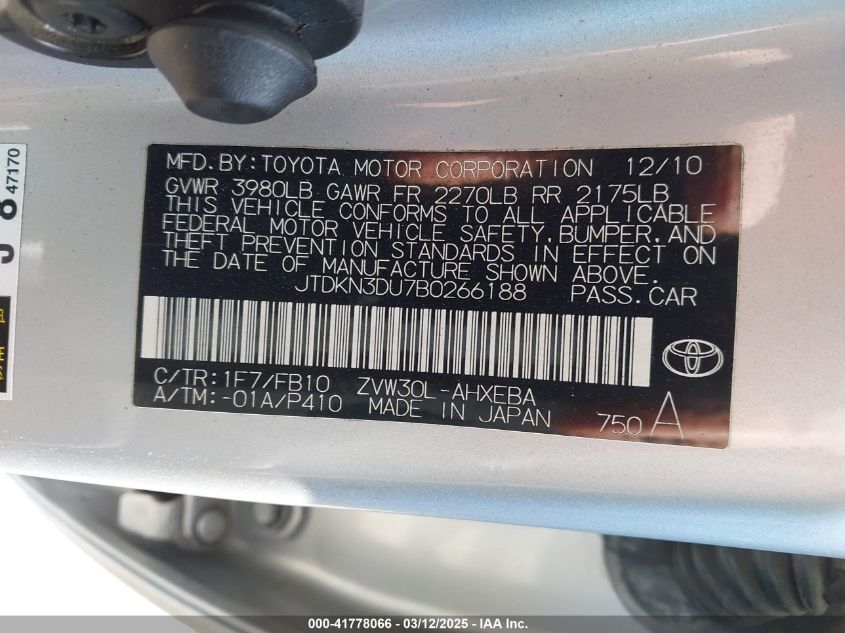 MFD.BY:TOYOTA MOTOR CORPORATION 12/10
GVWR 3980LB GAWR FR 2270LB RR 2175LB
THIS VEHICLE CONFORMS TO ALL APPLICABLE
FEDERAL MOTOR VEHICLE SAFETY,BUMPER,AND
THEFT PREVENTION STANDARDS IN EFFECT ON
THE DATE OF MANUFACTURE SHOWN ABOVE.
JTDKN3DU7B0266188 PASS.CAR
C/TR:1F7/FB10 ZVW30L-AHXEBA
A/TM:-01A/P410 MADE IN JAPAN
750 A
J 8 47170
000-41778066 — 03/12/2025 — IAA Inc.